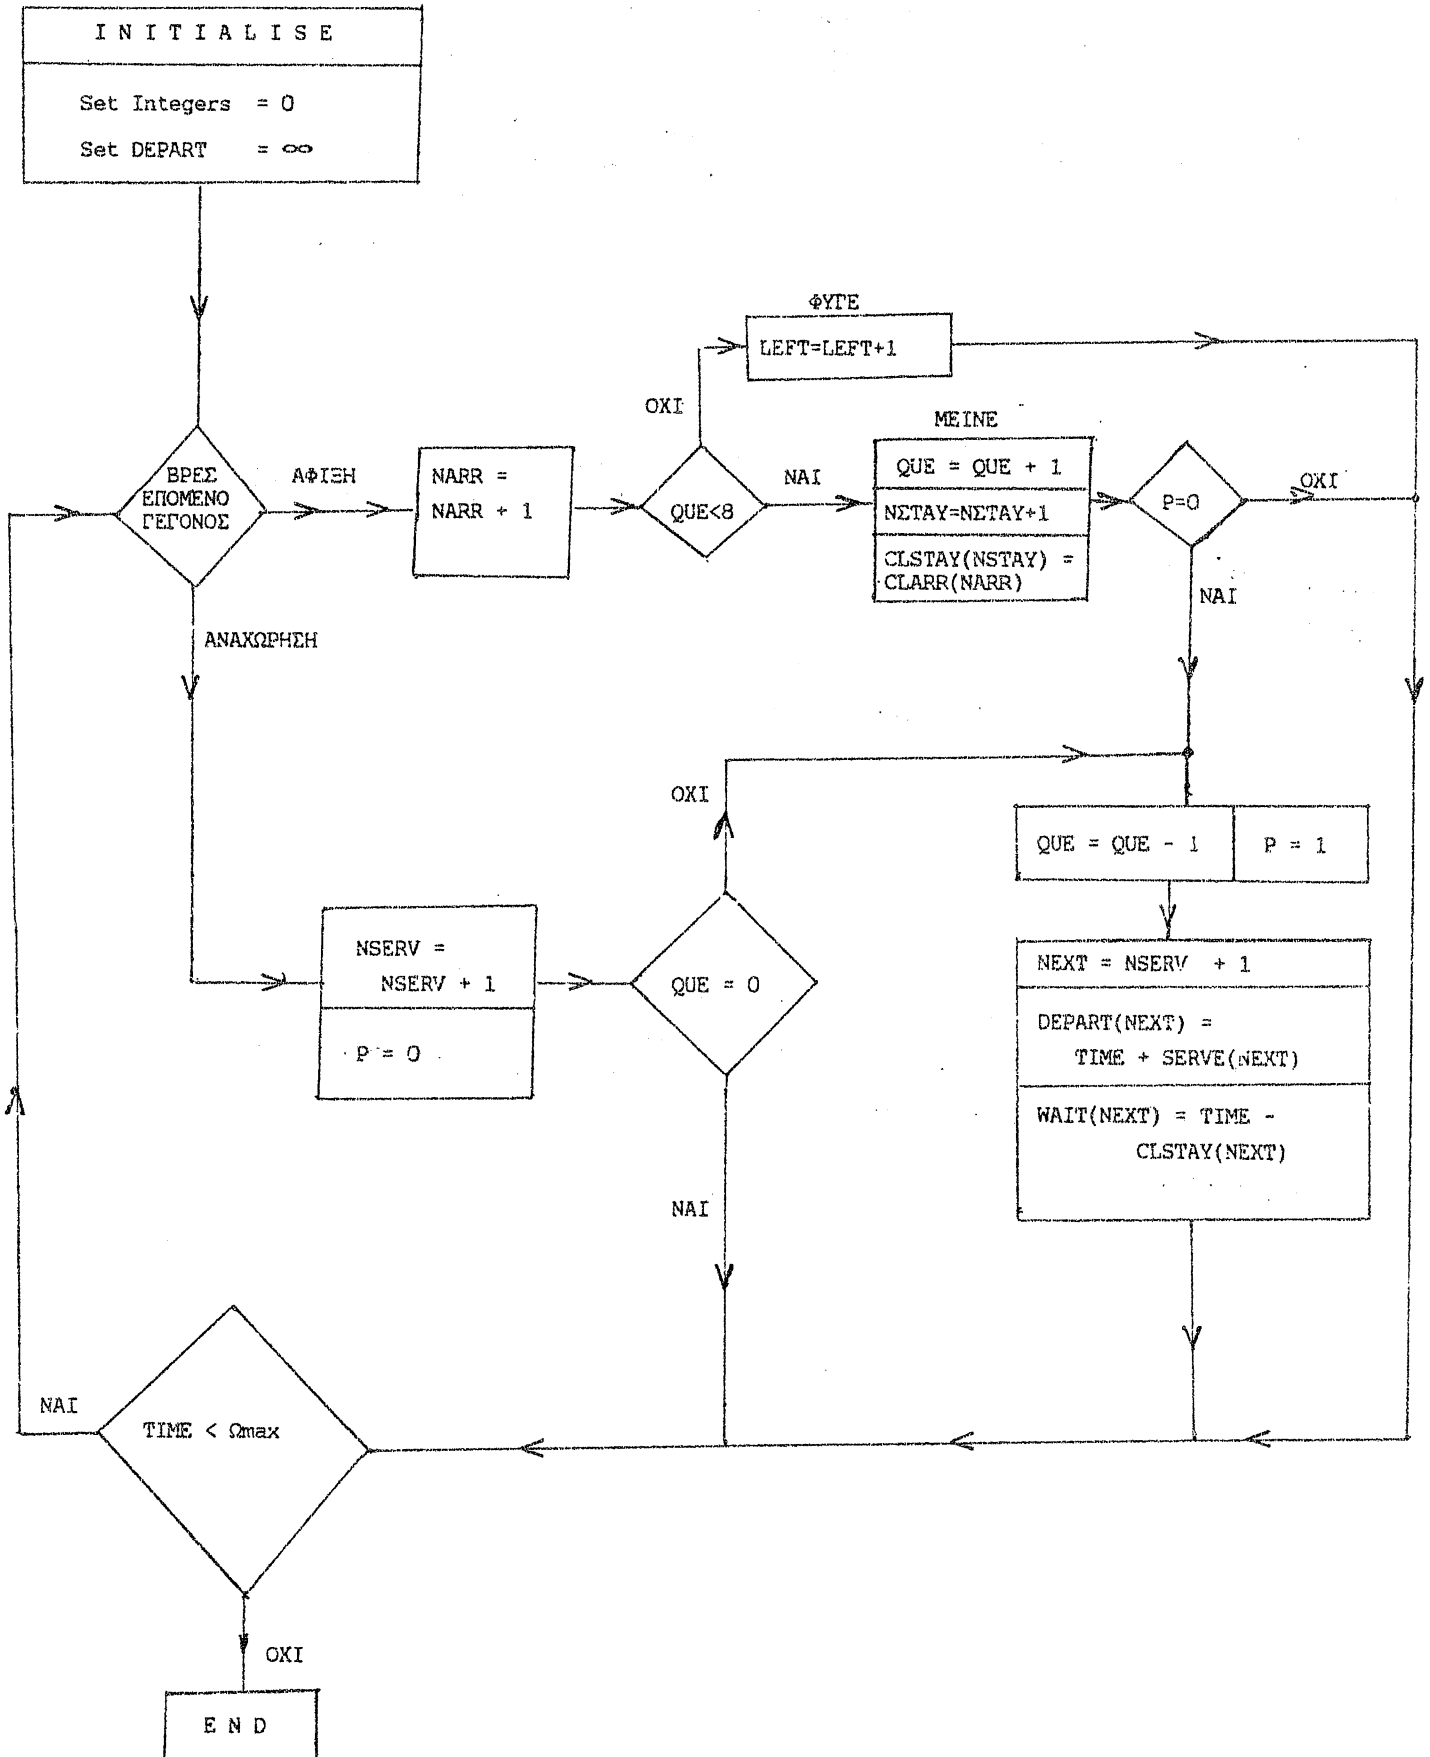 I N I T I A L I S E
Set Integers = 0
Set DEPART = ∞
ΦΥΓΕ
LEFT=LEFT+1
ΟΧΙ
ΜΕΙΝΕ
ΒΡΕΣ
ΕΠΟΜΕΝΟ
ΓΕΓΟΝΟΣ
ΑΦΙΞΗ
NARR =
NARR + 1
QUE<8
ΝΑΙ
QUE = QUE + 1
NΣTAY=NΣTAY+1
CLSTAY(NSTAY) =
CLARR(NARR)
P=0
ΟΧΙ
ΝΑΙ
ΑΝΑΧΩΡΗΣΗ
ΟΧΙ
QUE = QUE - 1
P = 1
NSERV =
NSERV + 1
P = 0
QUE = 0
NEXT = NSERV + 1
DEPART(NEXT) =
TIME + SERVE(NEXT)
WAIT(NEXT) = TIME -
CLSTAY(NEXT)
ΝΑΙ
ΝΑΙ
TIME < Ωmax
ΟΧΙ
E N D